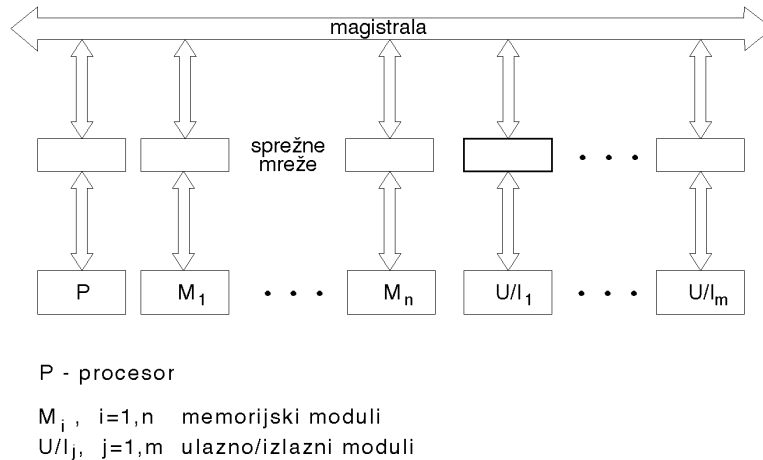 magistrala
sprežne
mreže
P M₁ • • • Mₙ U/I₁ • • • U/Iₘ
P - procesor
Mᵢ , i=1,n memorijski moduli
U/Iⱼ, j=1,m ulazno/izlazni moduli